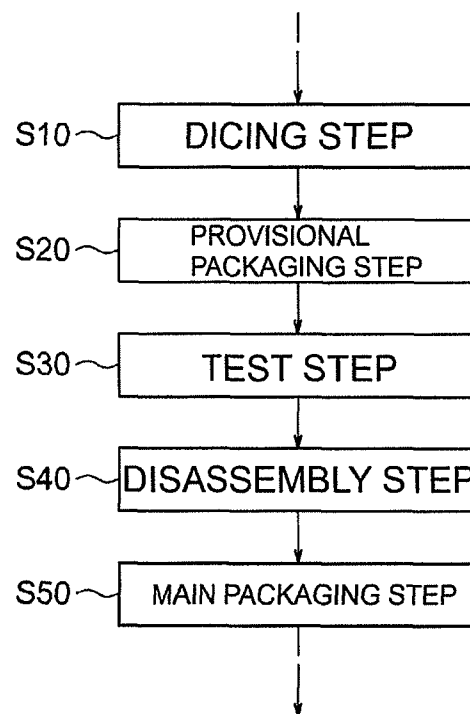 S10 DICING STEP
S20 PROVISIONAL
PACKAGING STEP
S30 TEST STEP
S40 DISASSEMBLY STEP
S50 MAIN PACKAGING STEP